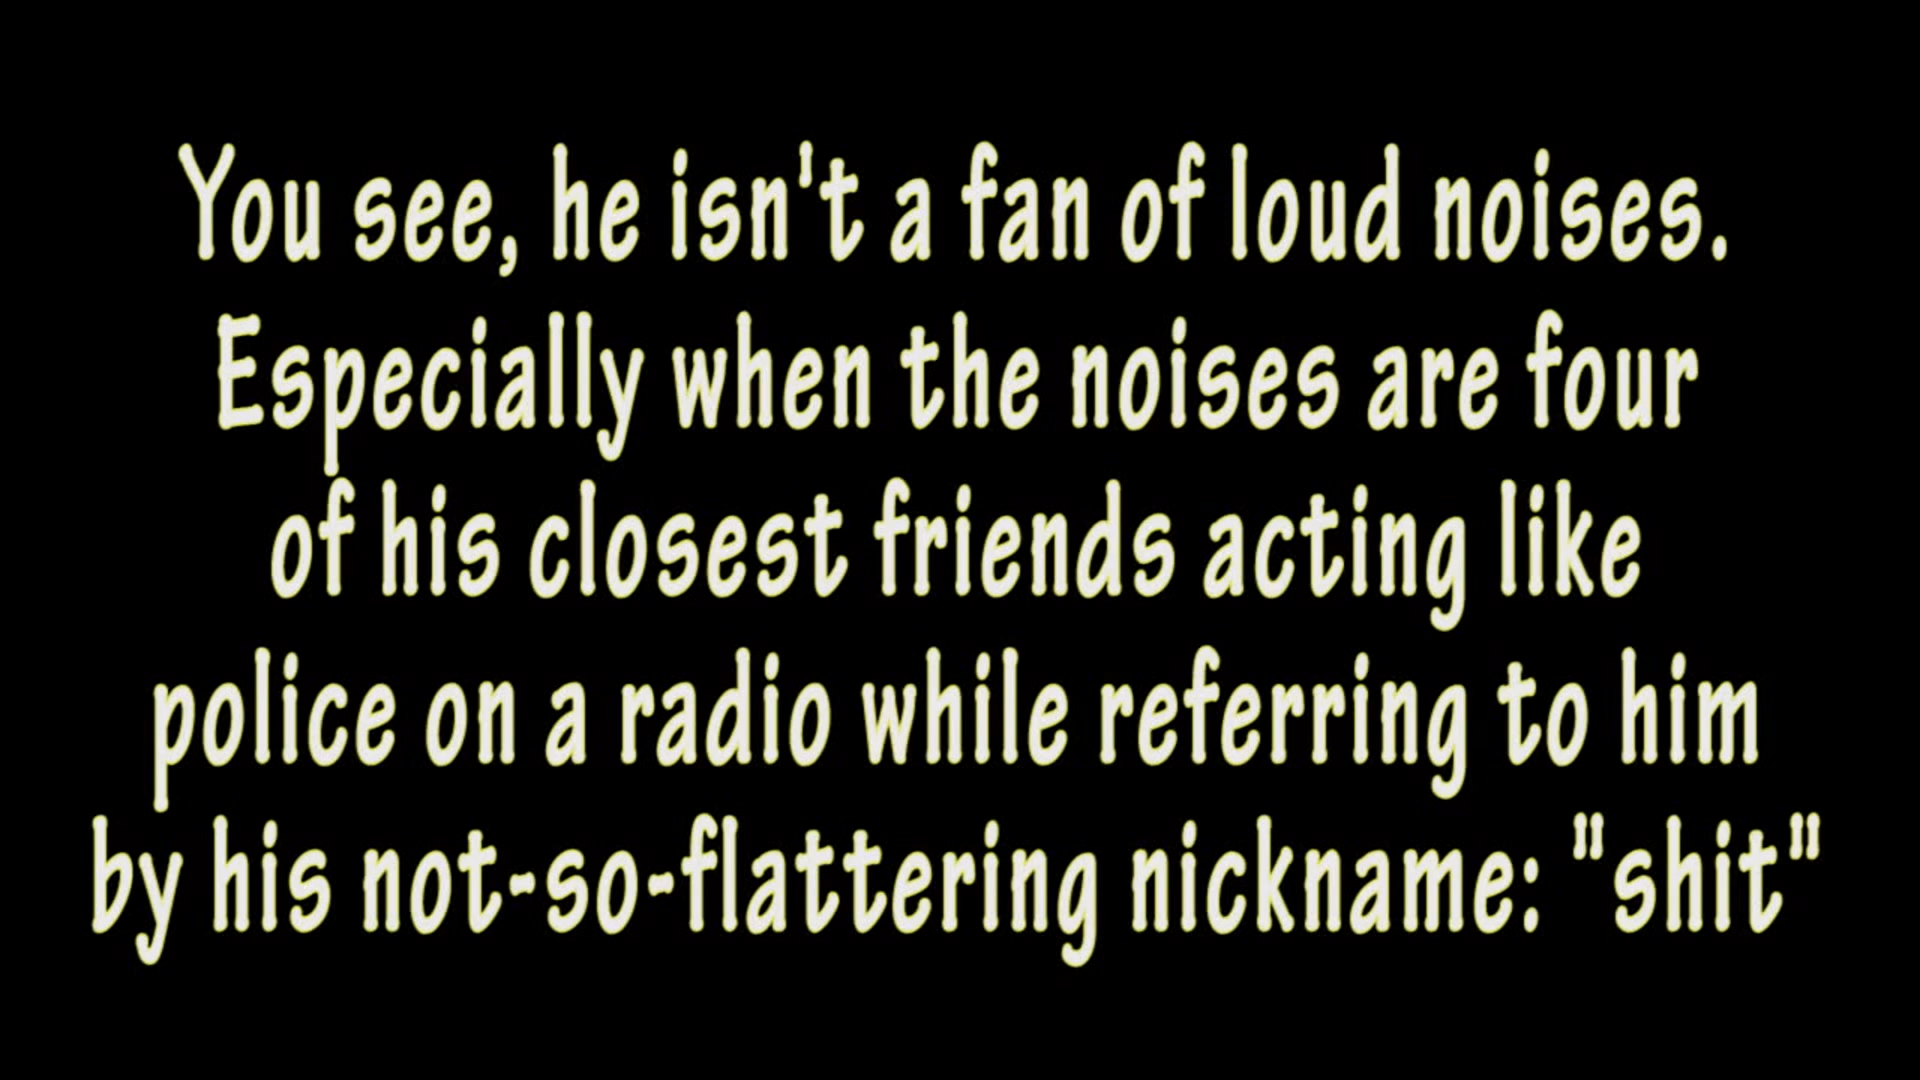 You see, he isn't a fan of loud noises.
Especially when the noises are four
of his closest friends acting like
police on a radio while referring to him
by his not-so-flattering nickname: "shit"